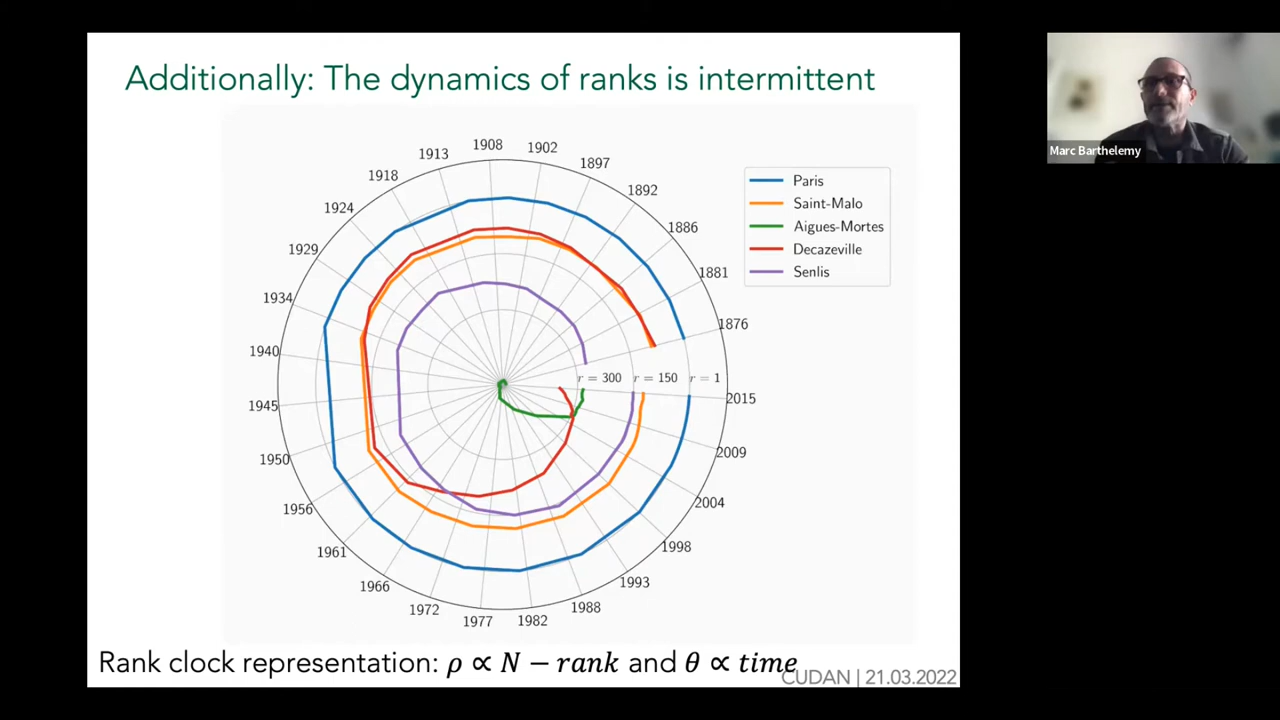 Additionally: The dynamics of ranks is intermittent
Marc Barthelemy
1876
1881
1886
1892
1897
1902
1908
1913
1918
1924
1929
1934
1940
1945
1950
1956
1961
1966
1972
1977
1982
1988
1993
1998
2004
2009
2015
r = 300
r = 150
r = 1
Paris
Saint-Malo
Aigues-Mortes
Decazeville
Senlis
Rank clock representation: ρ ∝ N − rank and θ ∝ time
CUDAN | 21.03.2022